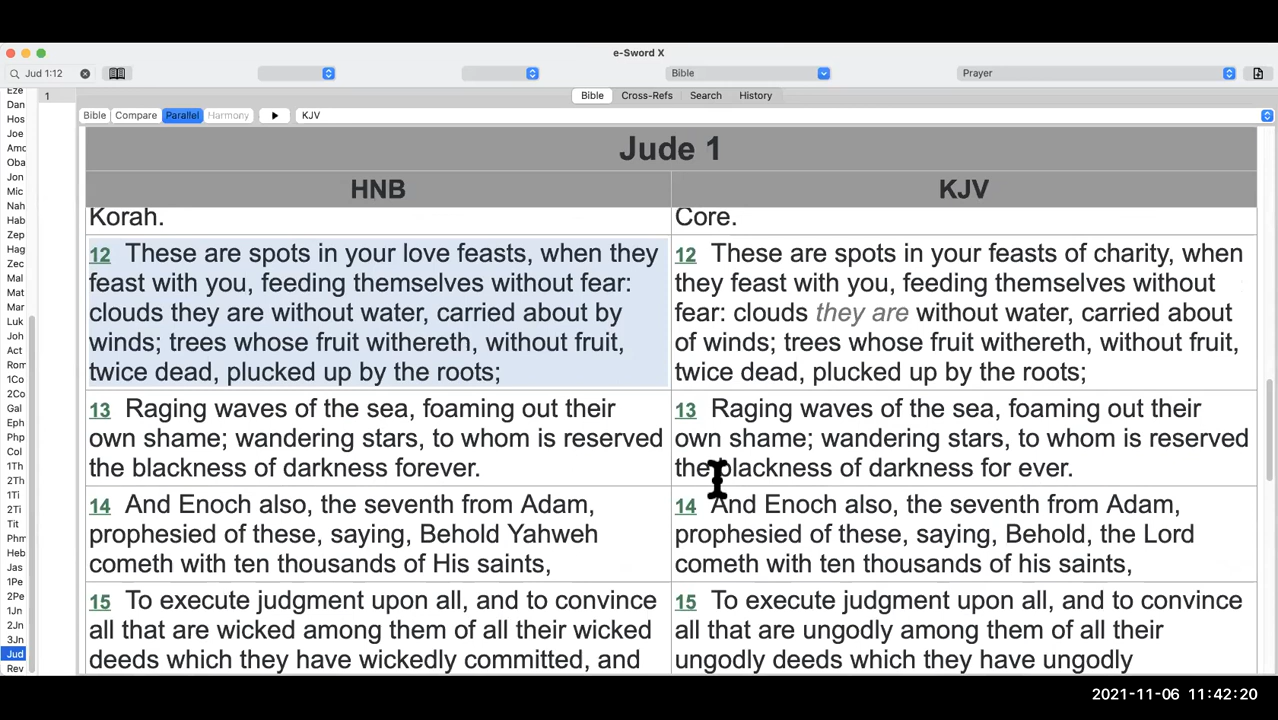 e-Sword X
Jud 1:12
Bible
Prayer
1
Bible Cross-Refs Search History
Bible Compare Parallel Harmony
KJV
Eze
Dan
Hos
Joe
Amo
Oba
Jon
Mic
Nah
Hab
Zep
Hag
Zec
Mal
Mat
Mar
Luk
Joh
Act
Rom
1Co
2Co
Gal
Eph
Php
Col
1Th
2Th
1Ti
2Ti
Tit
Phm
Heb
Jas
1Pe
2Pe
1Jn
2Jn
3Jn
Jud
Rev
Jude 1
HNB
Korah.
12 These are spots in your love feasts, when they
feast with you, feeding themselves without fear:
clouds they are without water, carried about by
winds; trees whose fruit withereth, without fruit,
twice dead, plucked up by the roots;
13 Raging waves of the sea, foaming out their
own shame; wandering stars, to whom is reserved
the blackness of darkness forever.
14 And Enoch also, the seventh from Adam,
prophesied of these, saying, Behold Yahweh
cometh with ten thousands of His saints,
15 To execute judgment upon all, and to convince
all that are wicked among them of all their wicked
deeds which they have wickedly committed, and
KJV
Core.
12 These are spots in your feasts of charity, when
they feast with you, feeding themselves without
fear: clouds they are without water, carried about
of winds; trees whose fruit withereth, without fruit,
twice dead, plucked up by the roots;
13 Raging waves of the sea, foaming out their
own shame; wandering stars, to whom is reserved
the blackness of darkness for ever.
14 And Enoch also, the seventh from Adam,
prophesied of these, saying, Behold, the Lord
cometh with ten thousands of his saints,
15 To execute judgment upon all, and to convince
all that are ungodly among them of all their
ungodly deeds which they have ungodly
2021-11-06 11:42:20